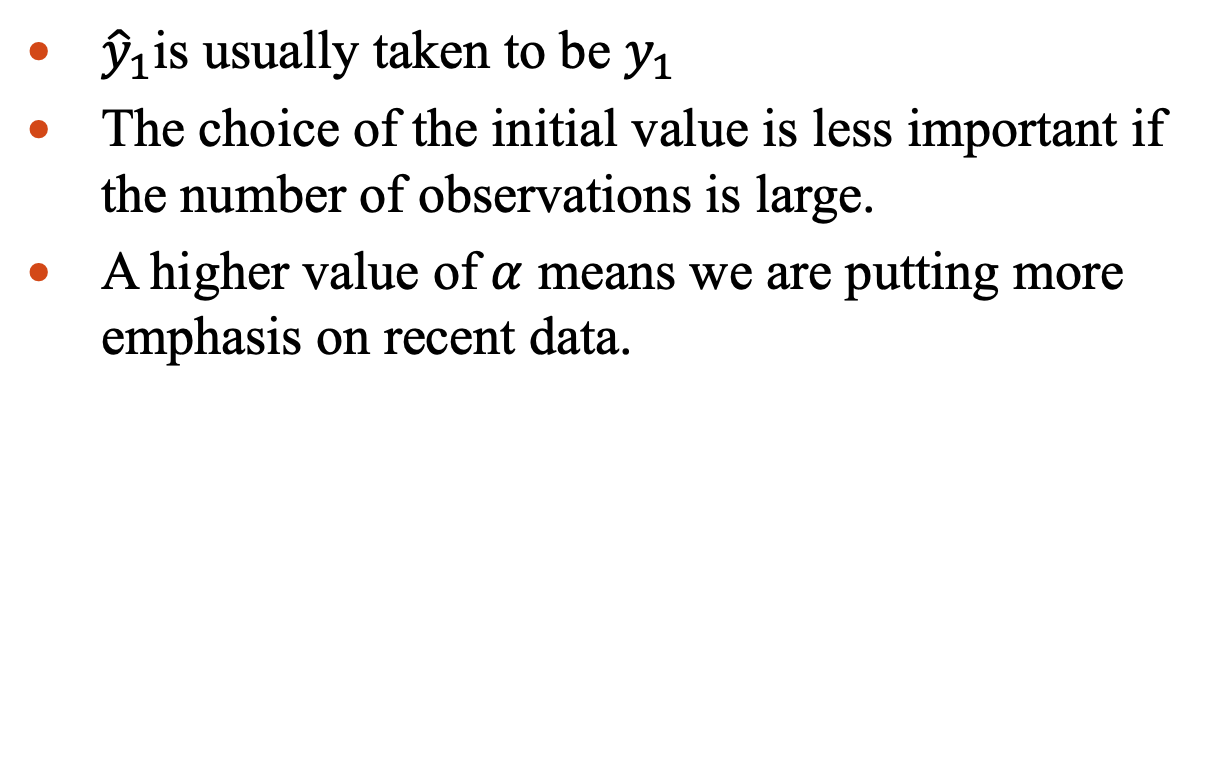 • ŷ₁ is usually taken to be y₁
• The choice of the initial value is less important if
the number of observations is large.
• A higher value of α means we are putting more
emphasis on recent data.